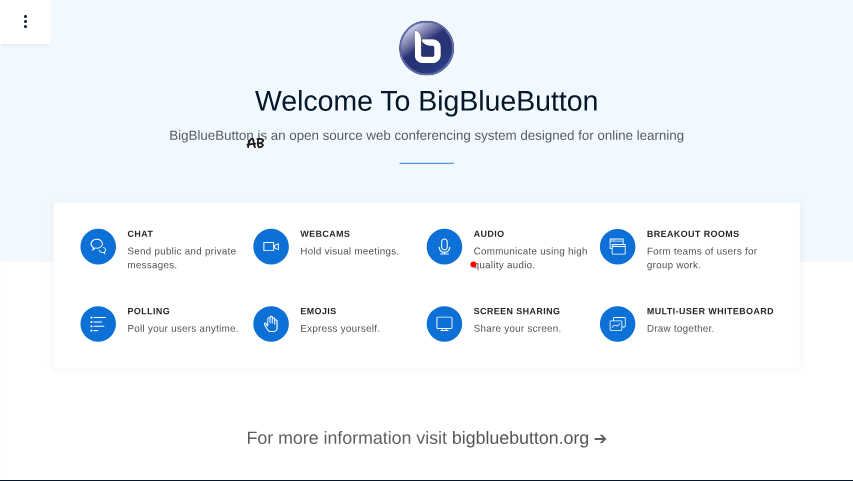 Welcome To BigBlueButton
BigBlueButton is an open source web conferencing system designed for online learning
AB
CHAT
Send public and private
messages.
WEBCAMS
Hold visual meetings.
AUDIO
Communicate using high
quality audio.
BREAKOUT ROOMS
Form teams of users for
group work.
POLLING
Poll your users anytime.
EMOJIS
Express yourself.
SCREEN SHARING
Share your screen.
MULTI-USER WHITEBOARD
Draw together.
For more information visit bigbluebutton.org ➔